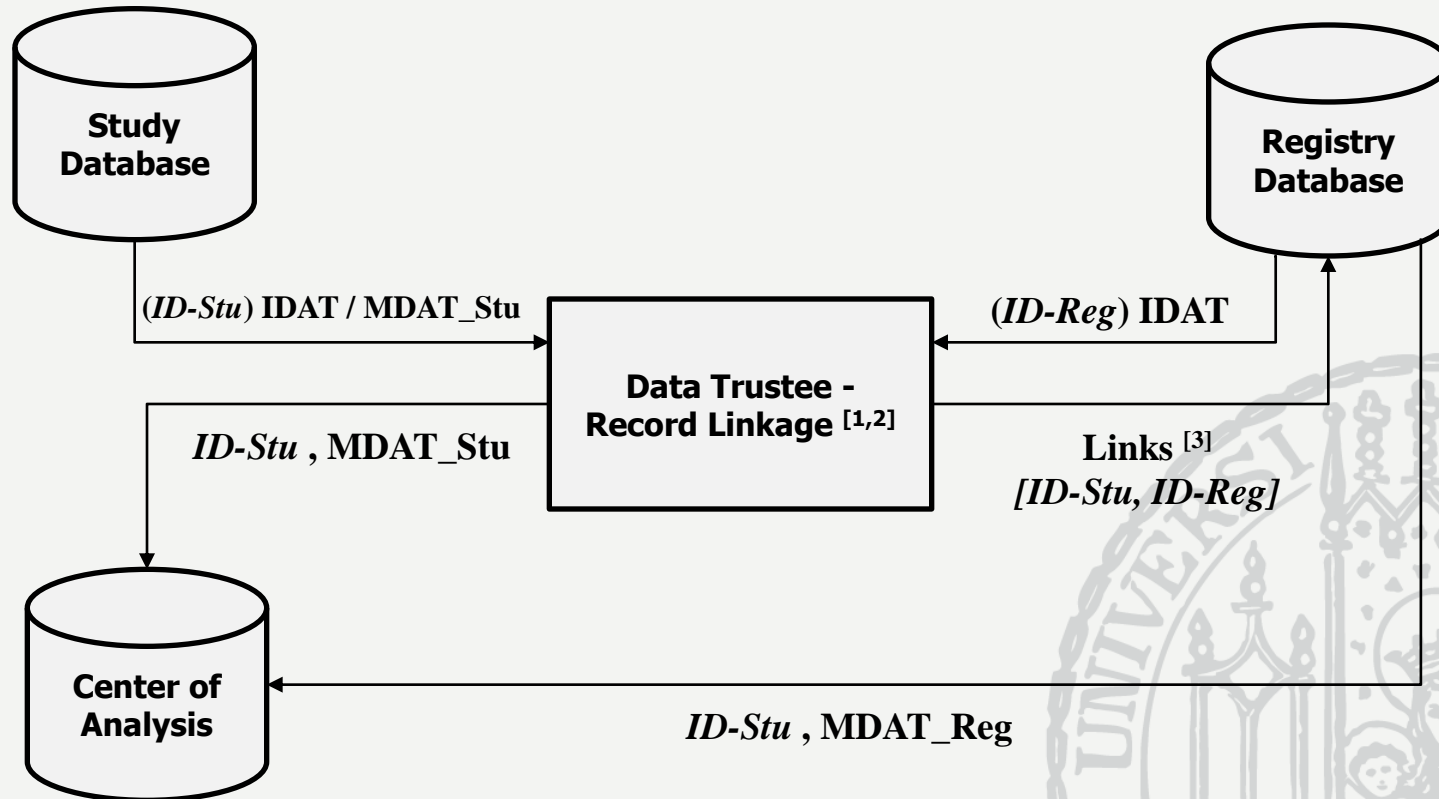 Study
Database
Registry
Database
(ID-Stu) IDAT / MDAT_Stu
(ID-Reg) IDAT
Data Trustee -
Record Linkage [1,2]
ID-Stu , MDAT_Stu
Links [3]
[ID-Stu, ID-Reg]
Center of
Analysis
ID-Stu , MDAT_Reg
UNIVERSI